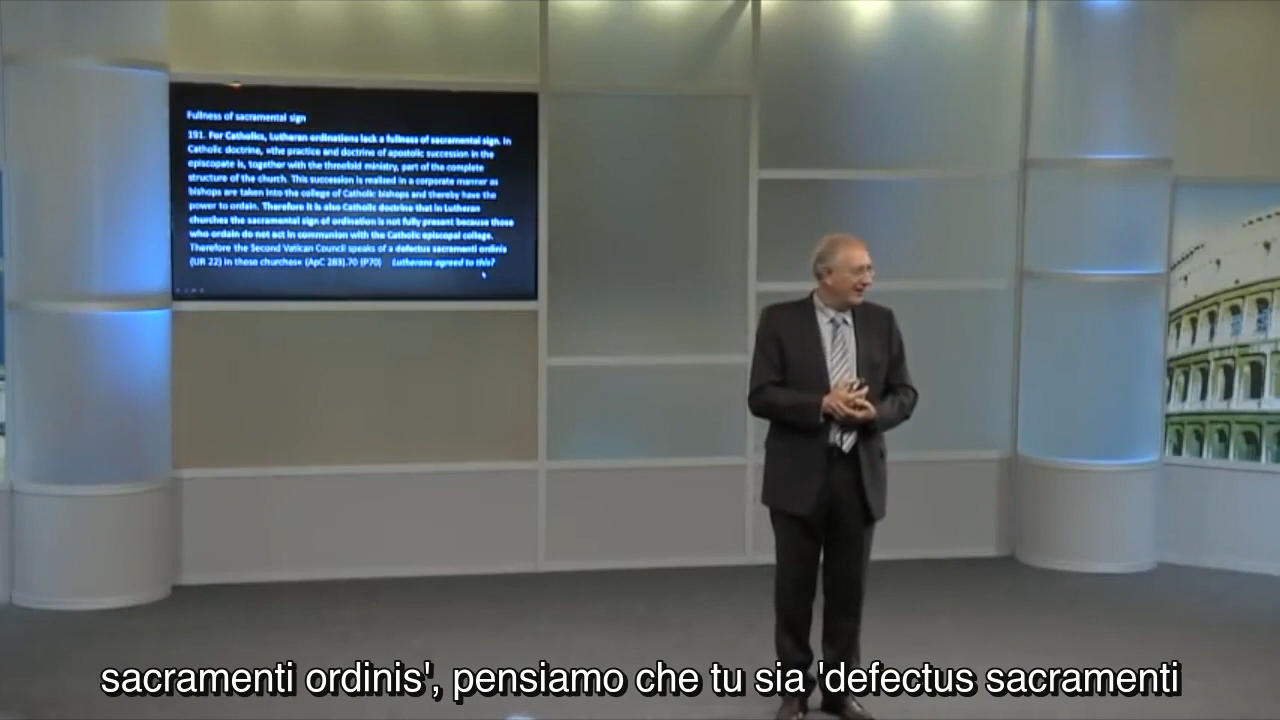 Fullness of sacramental sign
191. For Catholics, Lutheran ordinations lack a fullness of sacramental sign. In
Catholic doctrine, »the practice and doctrine of apostolic succession in the
episcopate is, together with the threefold ministry, part of the complete
structure of the church. This succession is realized in a corporate manner as
bishops are taken into the college of Catholic bishops and thereby have the
power to ordain. Therefore it is also Catholic doctrine that in Lutheran
churches the sacramental sign of ordination is not fully present because those
who ordain do not act in communion with the Catholic episcopal college.
Therefore the Second Vatican Council speaks of a defectus sacramenti ordinis
(UR 22) in these churches« (ApC 283).70 (P70) Lutherans agreed to this?
sacramenti ordinis', pensiamo che tu sia 'defectus sacramenti